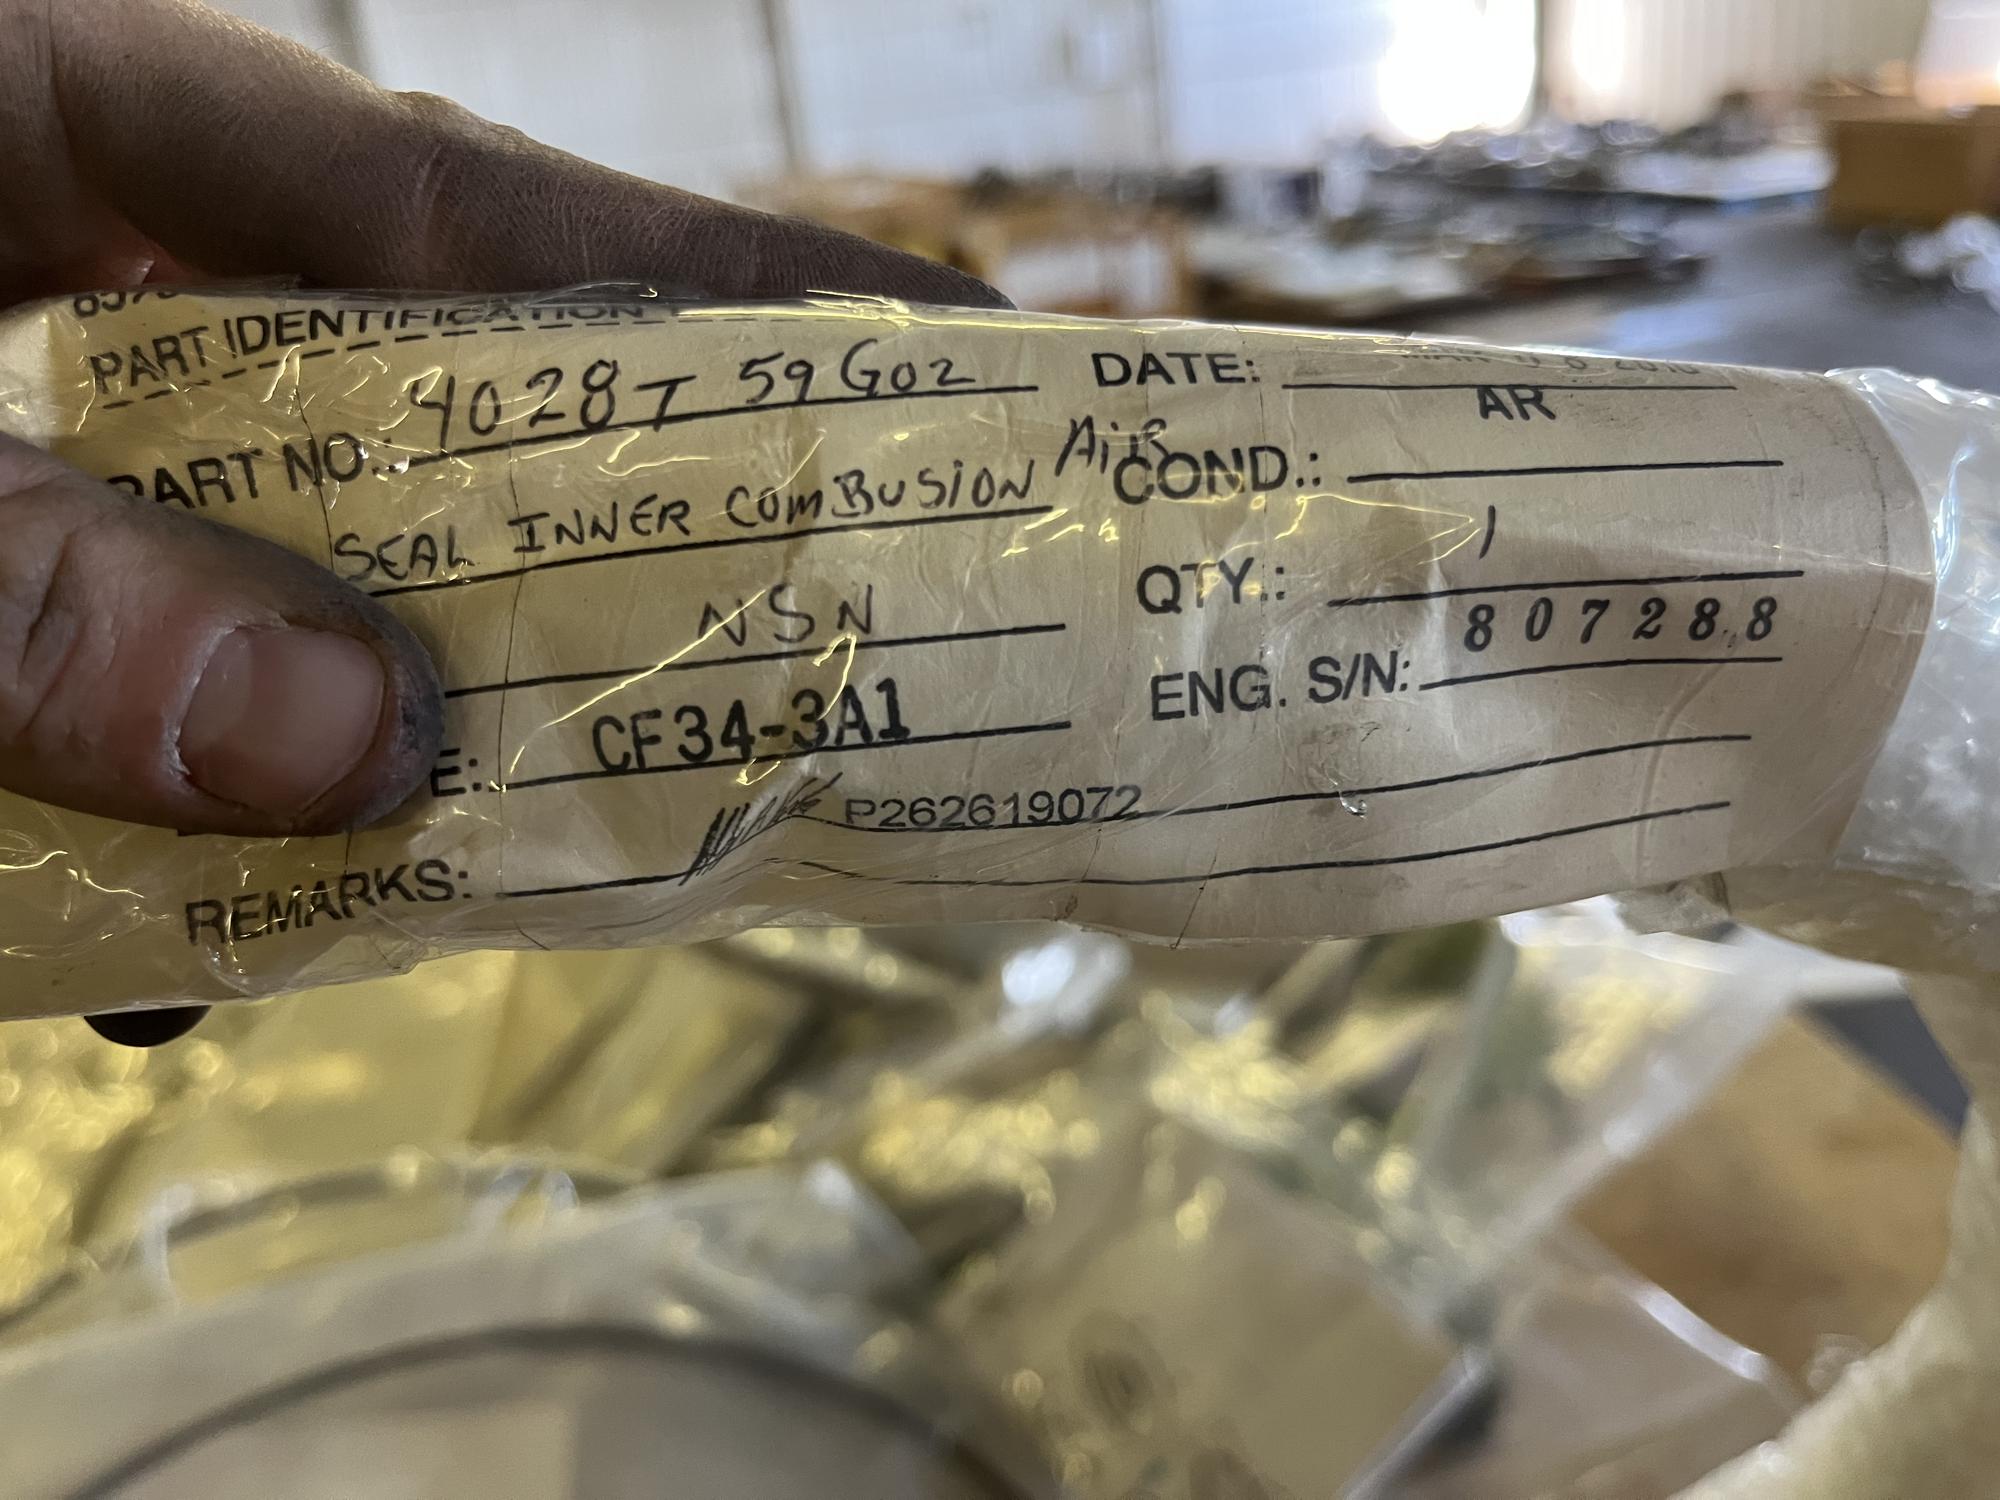 PART IDENTIFICATION
PART NO.: 4028T59G02 DATE:
AR
SEAL INNER COMBUSION AiR COND.:
NSN QTY.: 1
E: CF34-3A1 ENG. S/N: 807288
P262619072
REMARKS: